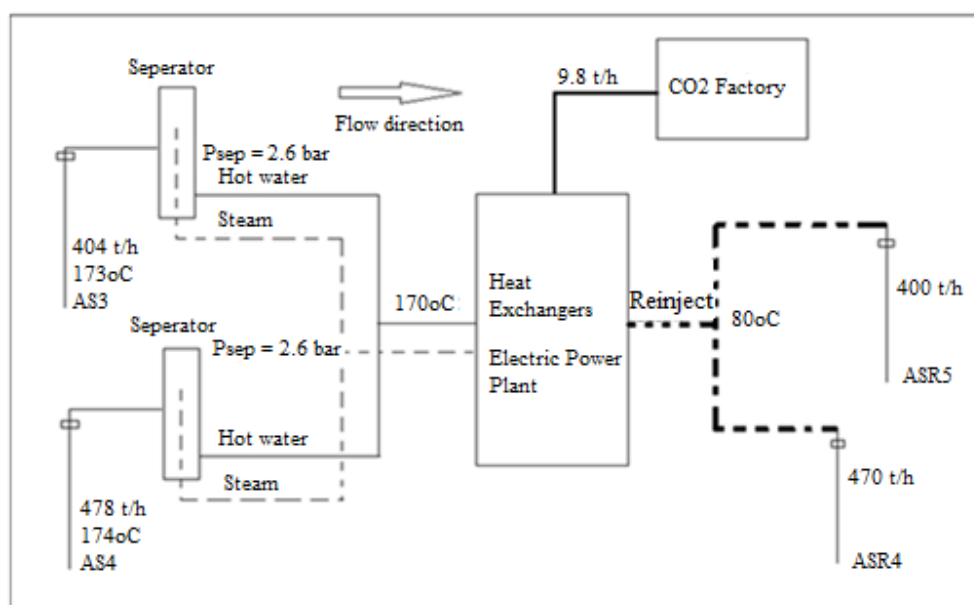 Seperator
Flow direction
9.8 t/h
CO2 Factory
Psep = 2.6 bar
Hot water
Steam
404 t/h
173oC
AS3
Seperator
Psep = 2.6 bar
170oC
Heat
Exchangers
Electric Power
Plant
Reinject
80oC
400 t/h
ASR5
Hot water
Steam
478 t/h
174oC
AS4
470 t/h
ASR4